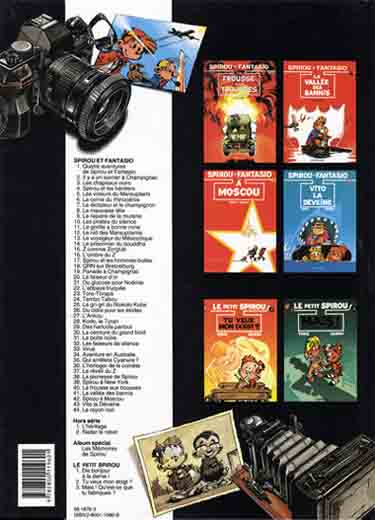 SPIROU ET FANTASIO
1. Quatre aventures
de Spirou et Fantasio
2. Il y a un sorcier à Champignac
3. Les chapeaux noirs
4. Spirou et les héritiers
5. Les voleurs du Marsupilami
6. La corne du rhinocéros
7. Le dictateur et le champignon
8. La mauvaise tête
9. Le repaire de la murène
10. Les pirates du silence
11. Le gorille a bonne mine
12. Le nid des Marsupilamis
13. Le voyageur du Mésozoïque
14. Le prisonnier du bouddha
15. Z comme Zorglub
16. L'ombre du Z
17. Spirou et les hommes-bulles
18. QRN sur Bretzelburg
19. Panade à Champignac
20. Le faiseur d'or
21. Du glucose pour Noémie
22. L'abbaye truquée
23. Tora-Torapa
24. Tembo Tabou
25. Le gri-gri du Niokolo Koba
26. Du cidre pour les étoiles
27. L'Ankou
28. Kodo, le Tyran
29. Des haricots partout
30. La ceinture du grand froid
31. La boîte noire
32. Les faiseurs de silence
33. Virus
34. Aventure en Australie
35. Qui arrêtera Cyanure ?
36. L'horloger de la comète
37. Le réveil du Z
38. La jeunesse de Spirou
39. Spirou à New York
40. La frousse aux trousses
41. La vallée des bannis
42. Spirou à Moscou
43. Vito la Déveine
44. Le rayon noir
Hors série
1. L'héritage
2. Radar le robot
Album spécial
Les Mémoires
de Spirou
LE PETIT SPIROU
1. Dis bonjour
à la dame !
2. Tu veux mon doigt ?
3. Mais ! Qu'est-ce que
tu fabriques ?
SPIROU FANTASIO
LA
FROUSSE
AUX
TROUSSES
SPIROU FANTASIO
LA VALLÉE
DES
BANNIS
SPIROU FANTASIO
À
MOSCOU
SPIROU FANTASIO
VITO
LA DÉVEINE
LE PETIT SPIROU
TU VEUX
MON DOIGT ?
LE PETIT SPIROU